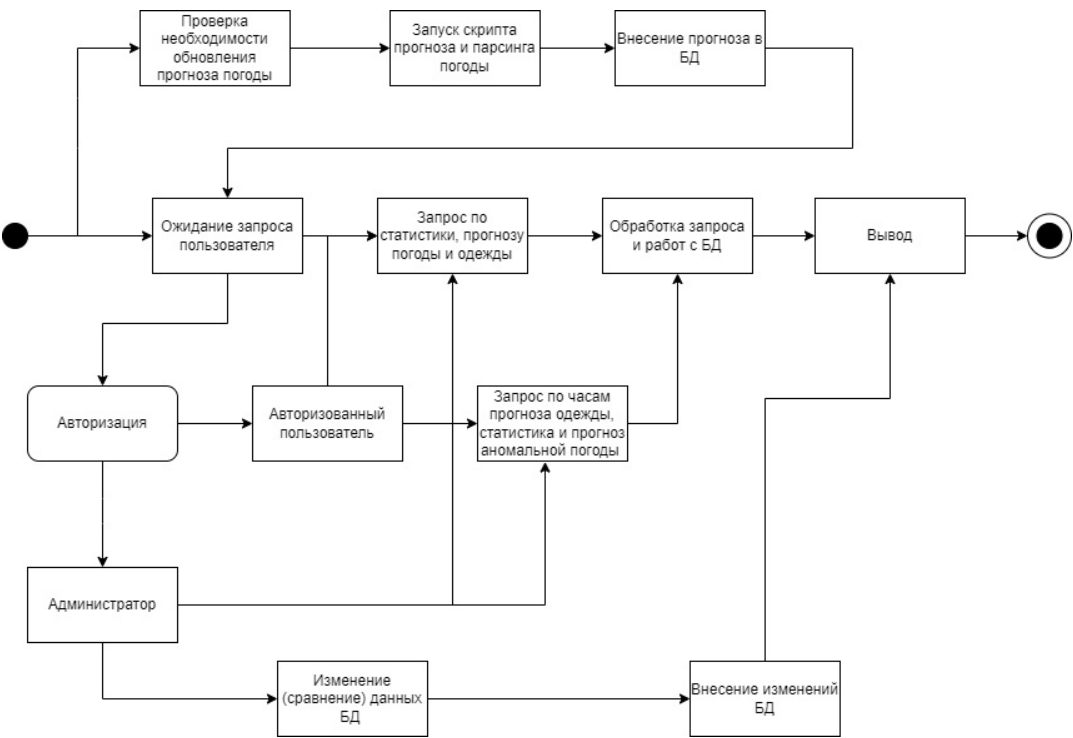 Проверка
необходимости
обновления
прогноза погоды
Запуск скрипта
прогноза и парсинга
погоды
Внесение прогноза в
БД
Ожидание запроса
пользователя
Запрос по
статистики, прогнозу
погоды и одежды
Обработка запроса
и работ с БД
Вывод
Авторизация
Авторизованный
пользователь
Запрос по часам
прогноза одежды,
статистика и прогноз
аномальной погоды
Администратор
Изменение
(сравнение) данных
БД
Внесение изменений
БД